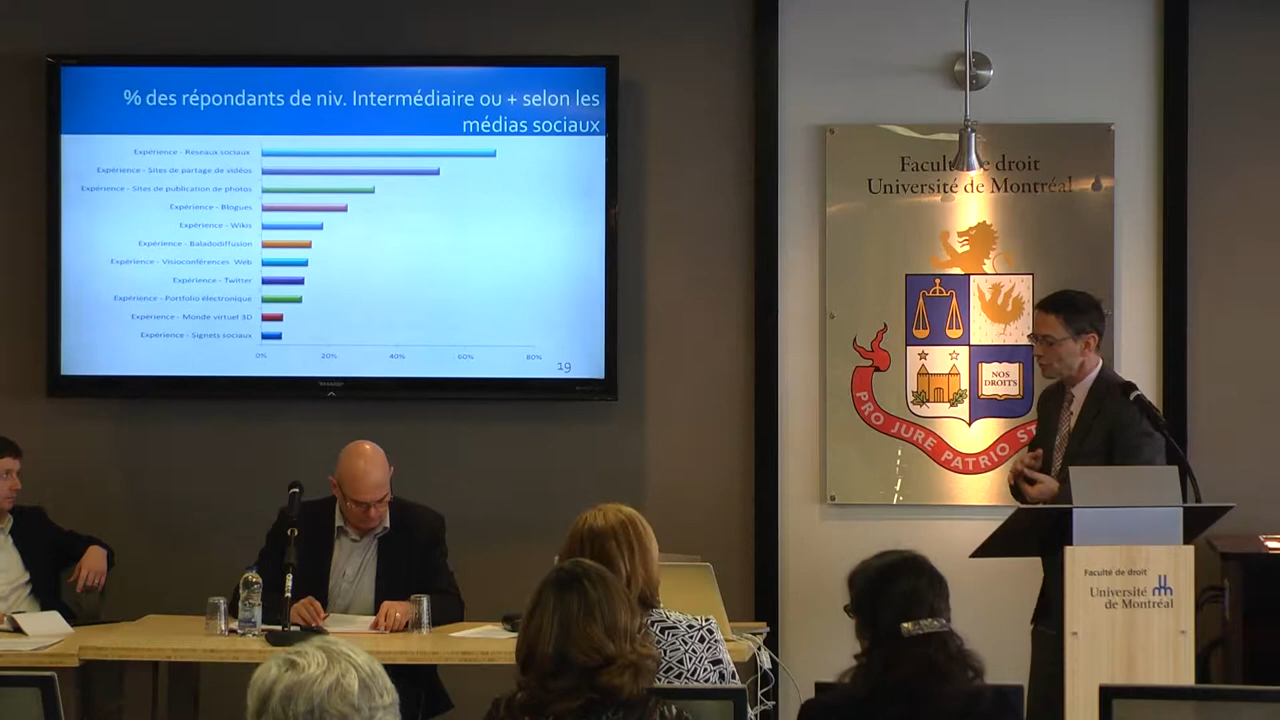 % des répondants de niv. Intermédiaire ou + selon les
médias sociaux
Expérience - Réseaux sociaux
Expérience - Sites de partage de vidéos
Expérience - Sites de publication de photos
Expérience - Blogues
Expérience - Wikis
Expérience - Baladodiffusion
Expérience - Visioconférences Web
Expérience - Twitter
Expérience - Portfolio électronique
Expérience - Monde virtuel 3D
Expérience - Signets sociaux
0% 20% 40% 60% 80%
19
SHARP
Faculté de droit
Université de Montréal
NOS
DROITS
PRO JURE PATRIO ST
Faculté de droit
Université
de Montréal